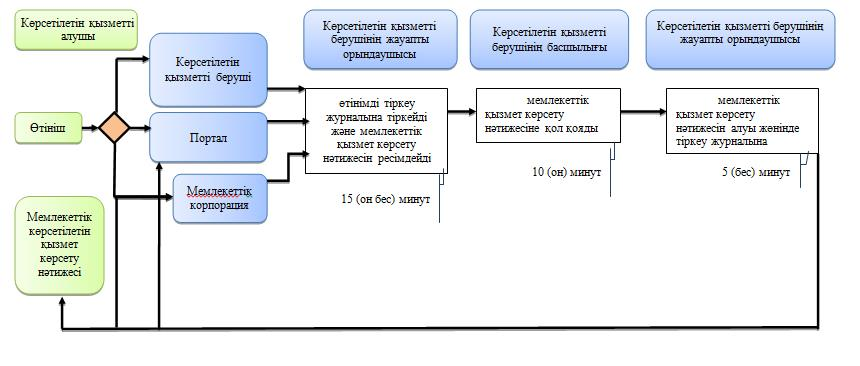 Көрсетілетін қызметті
алушы
Көрсетілетін
қызметті беруші
Көрсетілетін қызметті
берушінің жауапты
орындаушысы
Көрсетілетін қызметті
берушінің басшылығы
Көрсетілетін қызметті берушінің
жауапты орындаушысы
Өтініш
Портал
Мемлекеттік
корпорация
өтінімді тіркеу
журналына тіркейді
және мемлекеттік
қызмет көрсету
нәтижесін ресімдейді
мемлекеттік
қызмет көрсету
нәтижесіне қол қояды
мемлекеттік
қызмет көрсету
нәтижесін алуы жөнінде
тіркеу журналына
15 (он бес) минут
10 (он) минут
5 (бес) минут
Мемлекеттік
көрсетілетін
қызмет
көрсету
нәтижесі